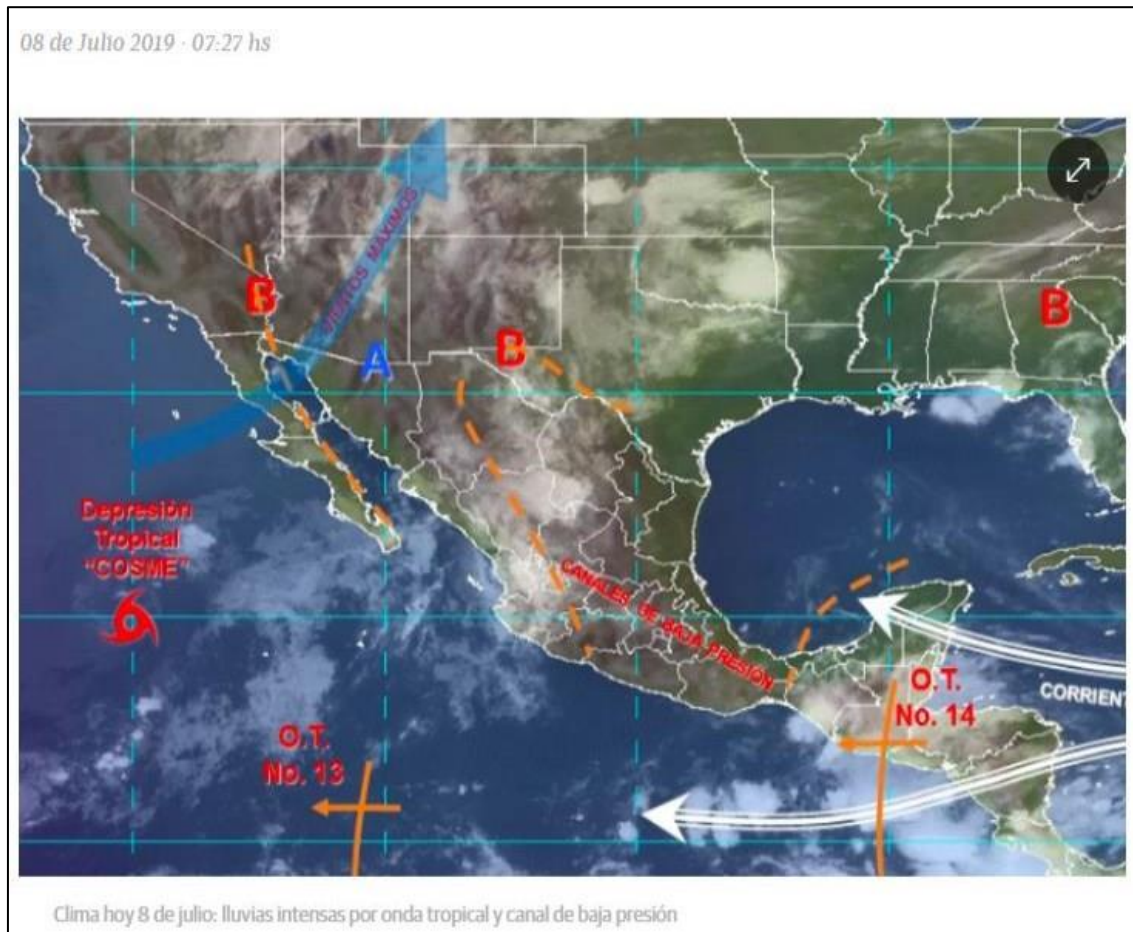 08 de Julio 2019 · 07:27 hs
VIENTOS MAXIMOS
B
A
B
B
Depresión
Tropical
"COSME"
CANALES DE BAJA PRESIÓN
O.T.
No. 14
CORRIENT
O.T.
No. 13
Clima hoy 8 de julio: lluvias intensas por onda tropical y canal de baja presión